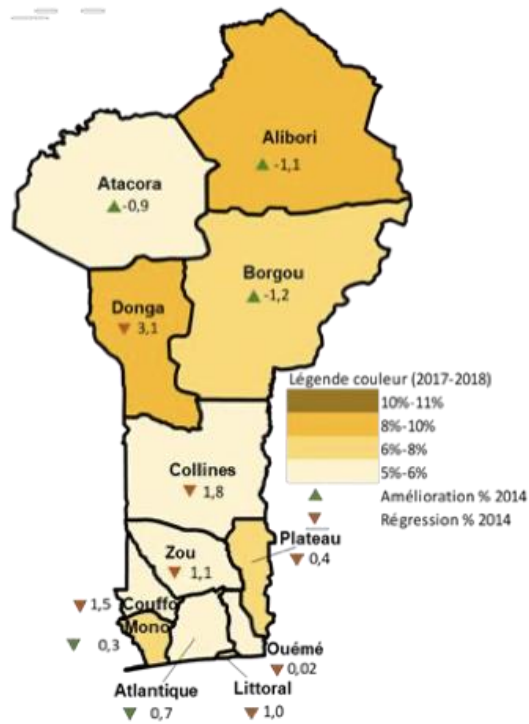 Alibori
▲ -1,1
Atacora
▲ -0,9
Borgou
▲ -1,2
Donga
▼ 3,1
Légende couleur (2017-2018)
10%-11%
8%-10%
6%-8%
5%-6%
▲ Amélioration % 2014
▼ Régression % 2014
Collines
▼ 1,8
Plateau
▼ 0,4
Zou
▼ 1,1
▼ 1,5 Couffo
Mono
▼ 0,3
Ouémé
▼ 0,02
Atlantique
▼ 0,7
Littoral
▼ 1,0